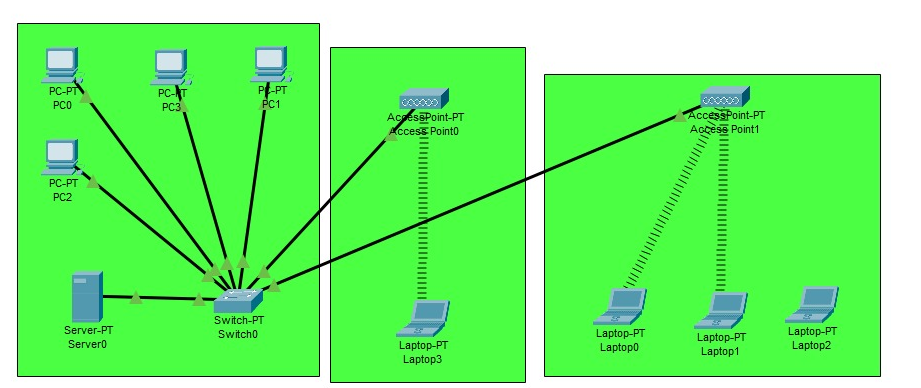 PC-PT
PC0
PC-PT
PC3
PC-PT
PC1
PC-PT
PC2
Server-PT
Server0
Switch-PT
Switch0
AccessPoint-PT
Access Point0
Laptop-PT
Laptop3
AccessPoint-PT
Access Point1
Laptop-PT
Laptop0
Laptop-PT
Laptop1
Laptop-PT
Laptop2